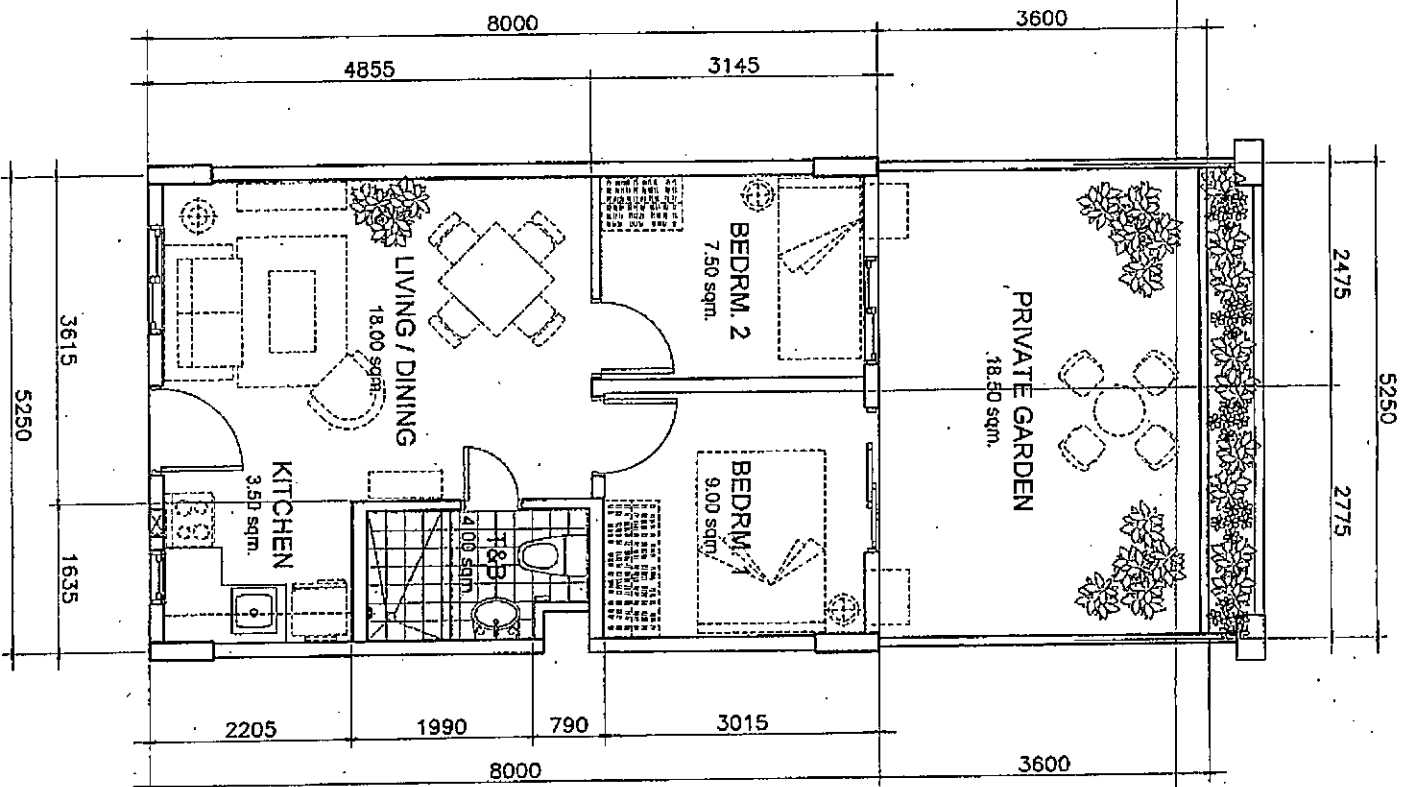 8000
3600
4855
3145
2475
5250
2775
3615
5250
1635
LIVING / DINING
18.00 sqm.
BEDRM. 2
7.50 sqm.
PRIVATE GARDEN
18.50 sqm.
KITCHEN
3.50 sqm.
T&B
4.00 sqm.
BEDRM. 1
9.00 sqm.
2205
1990
790
3015
8000
3600